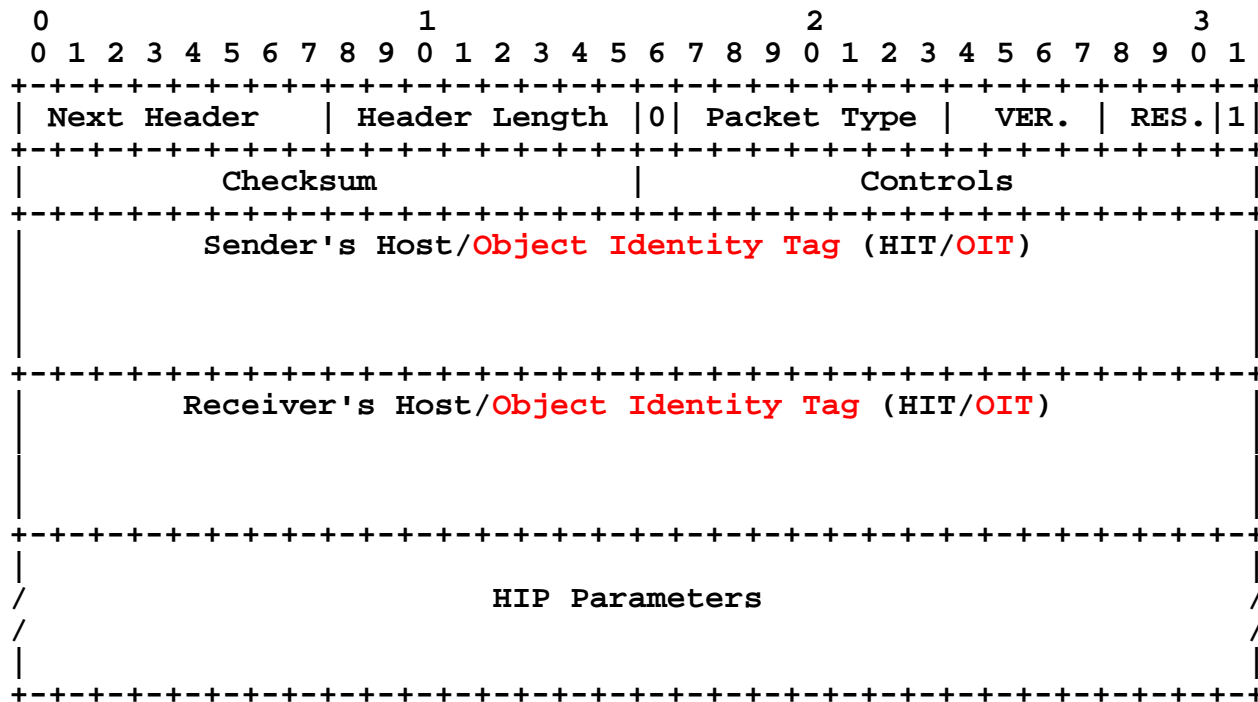 0 1 2 3
0 1 2 3 4 5 6 7 8 9 0 1 2 3 4 5 6 7 8 9 0 1 2 3 4 5 6 7 8 9 0 1
+-+-+-+-+-+-+-+-+-+-+-+-+-+-+-+-+-+-+-+-+-+-+-+-+-+-+-+-+-+-+-+-+
| Next Header | Header Length |0| Packet Type | VER. | RES.|1|
+-+-+-+-+-+-+-+-+-+-+-+-+-+-+-+-+-+-+-+-+-+-+-+-+-+-+-+-+-+-+-+-+
| Checksum | Controls |
+-+-+-+-+-+-+-+-+-+-+-+-+-+-+-+-+-+-+-+-+-+-+-+-+-+-+-+-+-+-+-+-+
| Sender's Host/Object Identity Tag (HIT/OIT) |
| |
| |
| |
+-+-+-+-+-+-+-+-+-+-+-+-+-+-+-+-+-+-+-+-+-+-+-+-+-+-+-+-+-+-+-+-+
| Receiver's Host/Object Identity Tag (HIT/OIT) |
| |
| |
| |
+-+-+-+-+-+-+-+-+-+-+-+-+-+-+-+-+-+-+-+-+-+-+-+-+-+-+-+-+-+-+-+-+
| |
/ HIP Parameters /
/ /
| |
+-+-+-+-+-+-+-+-+-+-+-+-+-+-+-+-+-+-+-+-+-+-+-+-+-+-+-+-+-+-+-+-+